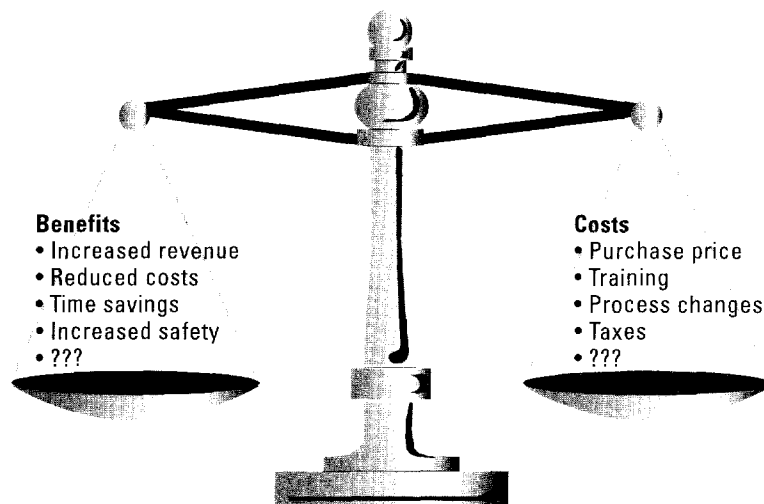 Benefits
• Increased revenue
• Reduced costs
• Time savings
• Increased safety
• ???
Costs
• Purchase price
• Training
• Process changes
• Taxes
• ???